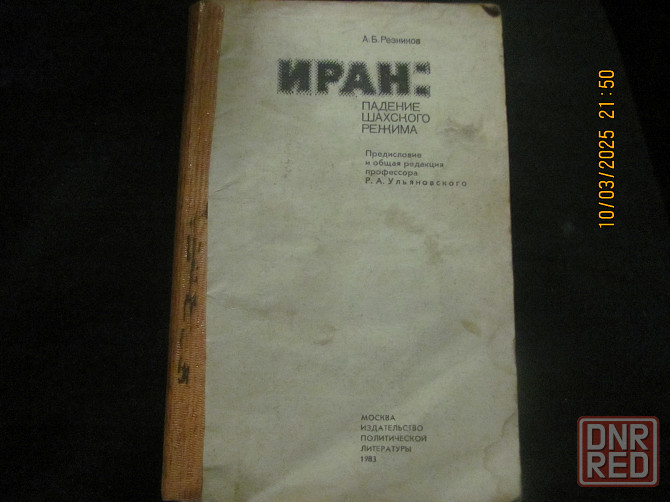 А. Б. Резников
ИРАН:
ПАДЕНИЕ
ШАХСКОГО
РЕЖИМА
Предисловие
и общая редакция
профессора
Р. А. Ульяновского
МОСКВА
ИЗДАТЕЛЬСТВО
ПОЛИТИЧЕСКОЙ
ЛИТЕРАТУРЫ
1983
10/03/2025 21:50
DNR
RED